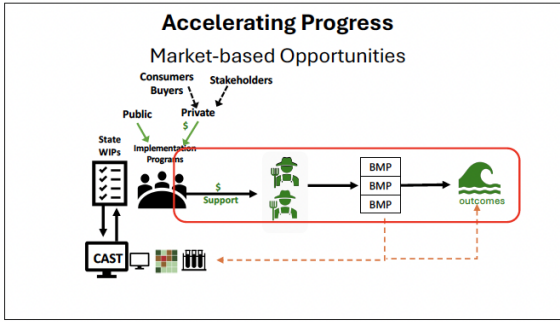 Accelerating Progress
Market-based Opportunities
Consumers
Buyers
Stakeholders
Public
Private
$
State
WIPs
Implementation
Programs
$
Support
BMP
BMP
BMP
outcomes
CAST